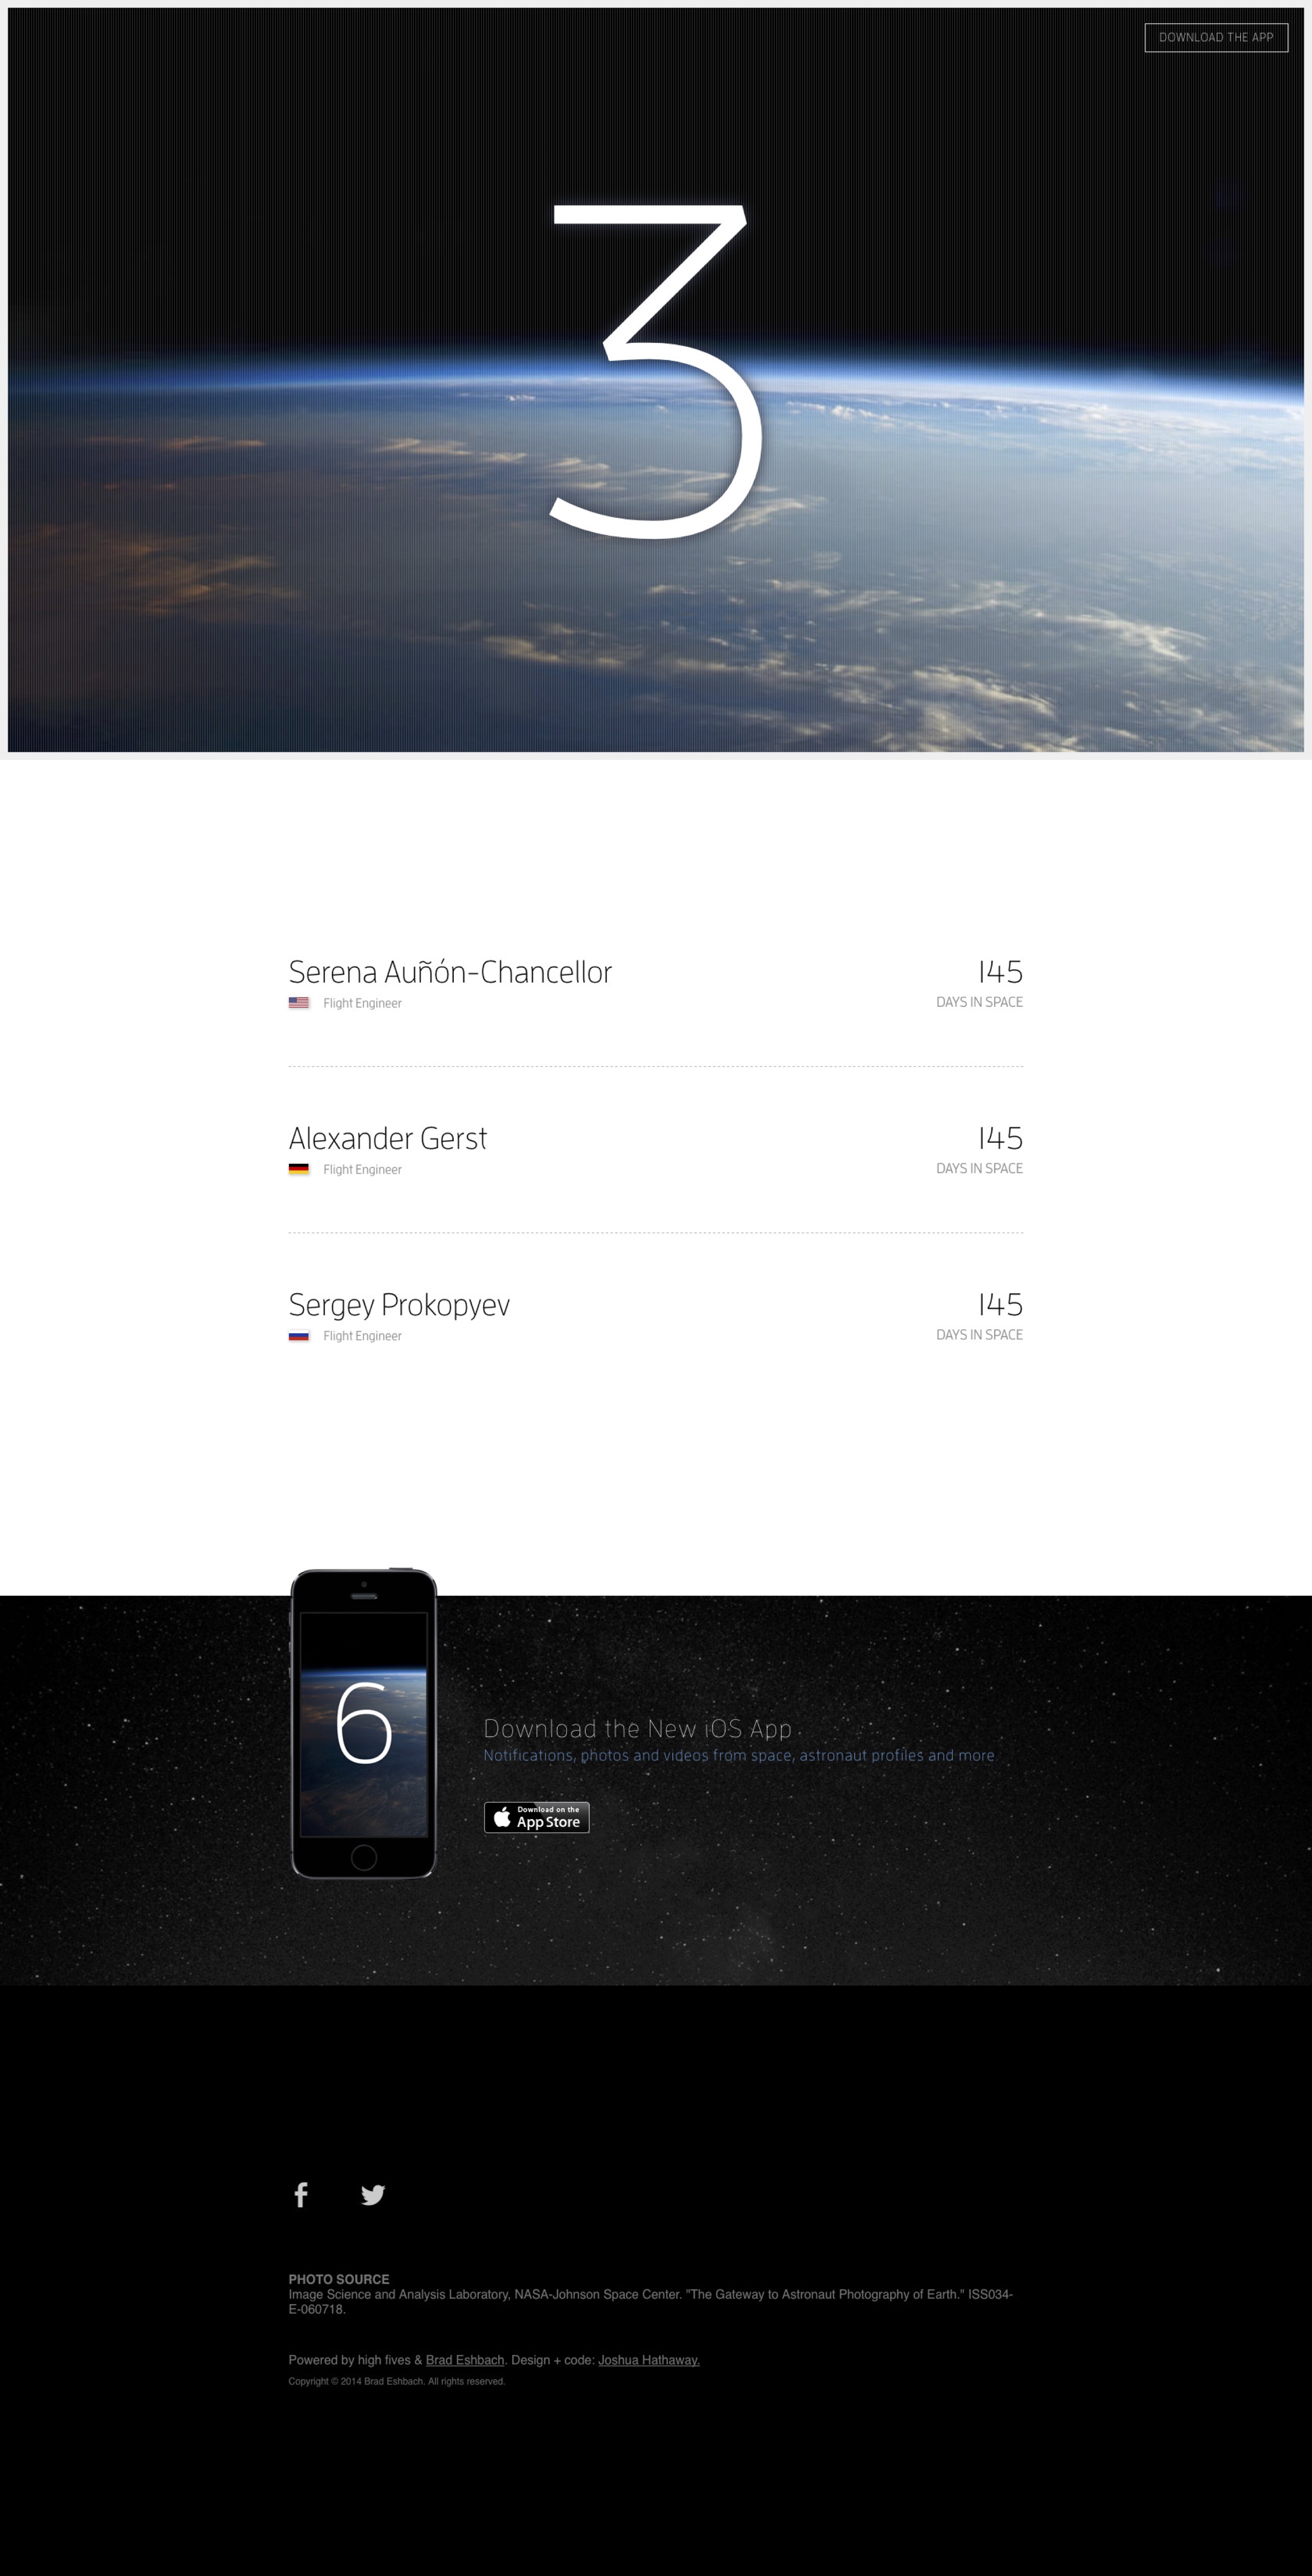 DOWNLOAD THE APP
3
Serena Auñón-Chancellor
145
Flight Engineer
DAYS IN SPACE
Alexander Gerst
145
Flight Engineer
DAYS IN SPACE
Sergey Prokopyev
145
Flight Engineer
DAYS IN SPACE
6
Download the New iOS App
Notifications, photos and videos from space, astronaut profiles and more.
Download on the
App Store
PHOTO SOURCE
Image Science and Analysis Laboratory, NASA-Johnson Space Center. "The Gateway to Astronaut Photography of Earth." ISS034-
E-060718.
Powered by high fives & Brad Eshbach. Design + code: Joshua Hathaway.
Copyright © 2014 Brad Eshbach. All rights reserved.